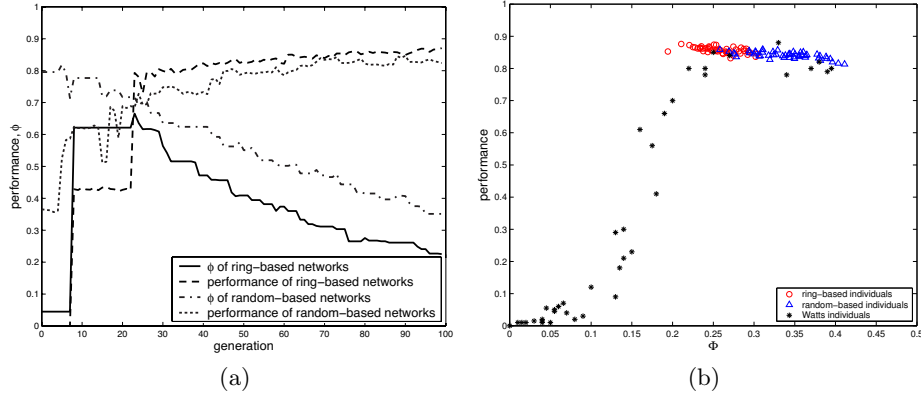 1
0.9
0.8
0.7
0.6
0.5
0.4
0.3
0.2
0.1
0
performance, ϕ
0 10 20 30 40 50 60 70 80 90 100
generation
ϕ of ring-based networks
performance of ring-based networks
ϕ of random-based networks
performance of random-based networks
(a)
1
0.9
0.8
0.7
0.6
0.5
0.4
0.3
0.2
0.1
0
performance
0 0.05 0.1 0.15 0.2 0.25 0.3 0.35 0.4 0.45 0.5
Φ
ring-based individuals
random-based individuals
Watts individuals
(b)